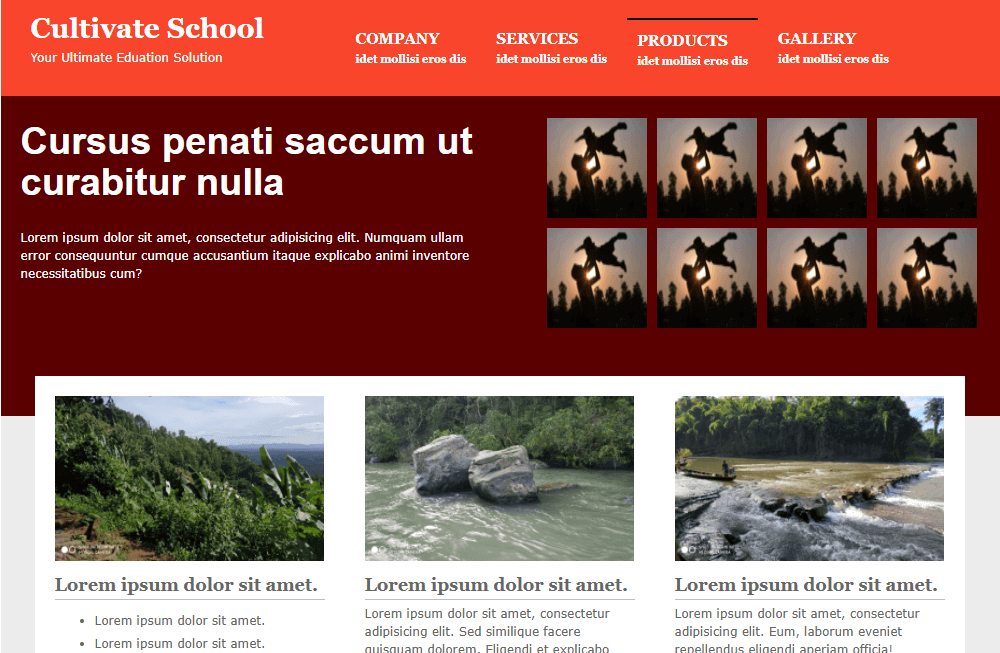 Cultivate School
Your Ultimate Eduation Solution
COMPANY
idet mollisi eros dis
SERVICES
idet mollisi eros dis
PRODUCTS
idet mollisi eros dis
GALLERY
idet mollisi eros dis
Cursus penati saccum ut
curabitur nulla
Lorem ipsum dolor sit amet, consectetur adipisicing elit. Numquam ullam
error consequuntur cumque accusantium itaque explicabo animi inventore
necessitatibus cum?
Lorem ipsum dolor sit amet.
• Lorem ipsum dolor sit amet.
• Lorem ipsum dolor sit amet.
Lorem ipsum dolor sit amet.
Lorem ipsum dolor sit amet, consectetur
adipisicing elit. Sed similique facere
quisquam dolorem. Eligendi et explicabo
Lorem ipsum dolor sit amet.
Lorem ipsum dolor sit amet, consectetur
adipisicing elit. Eum, laborum eveniet
repellendus eligendi aperiam officia!